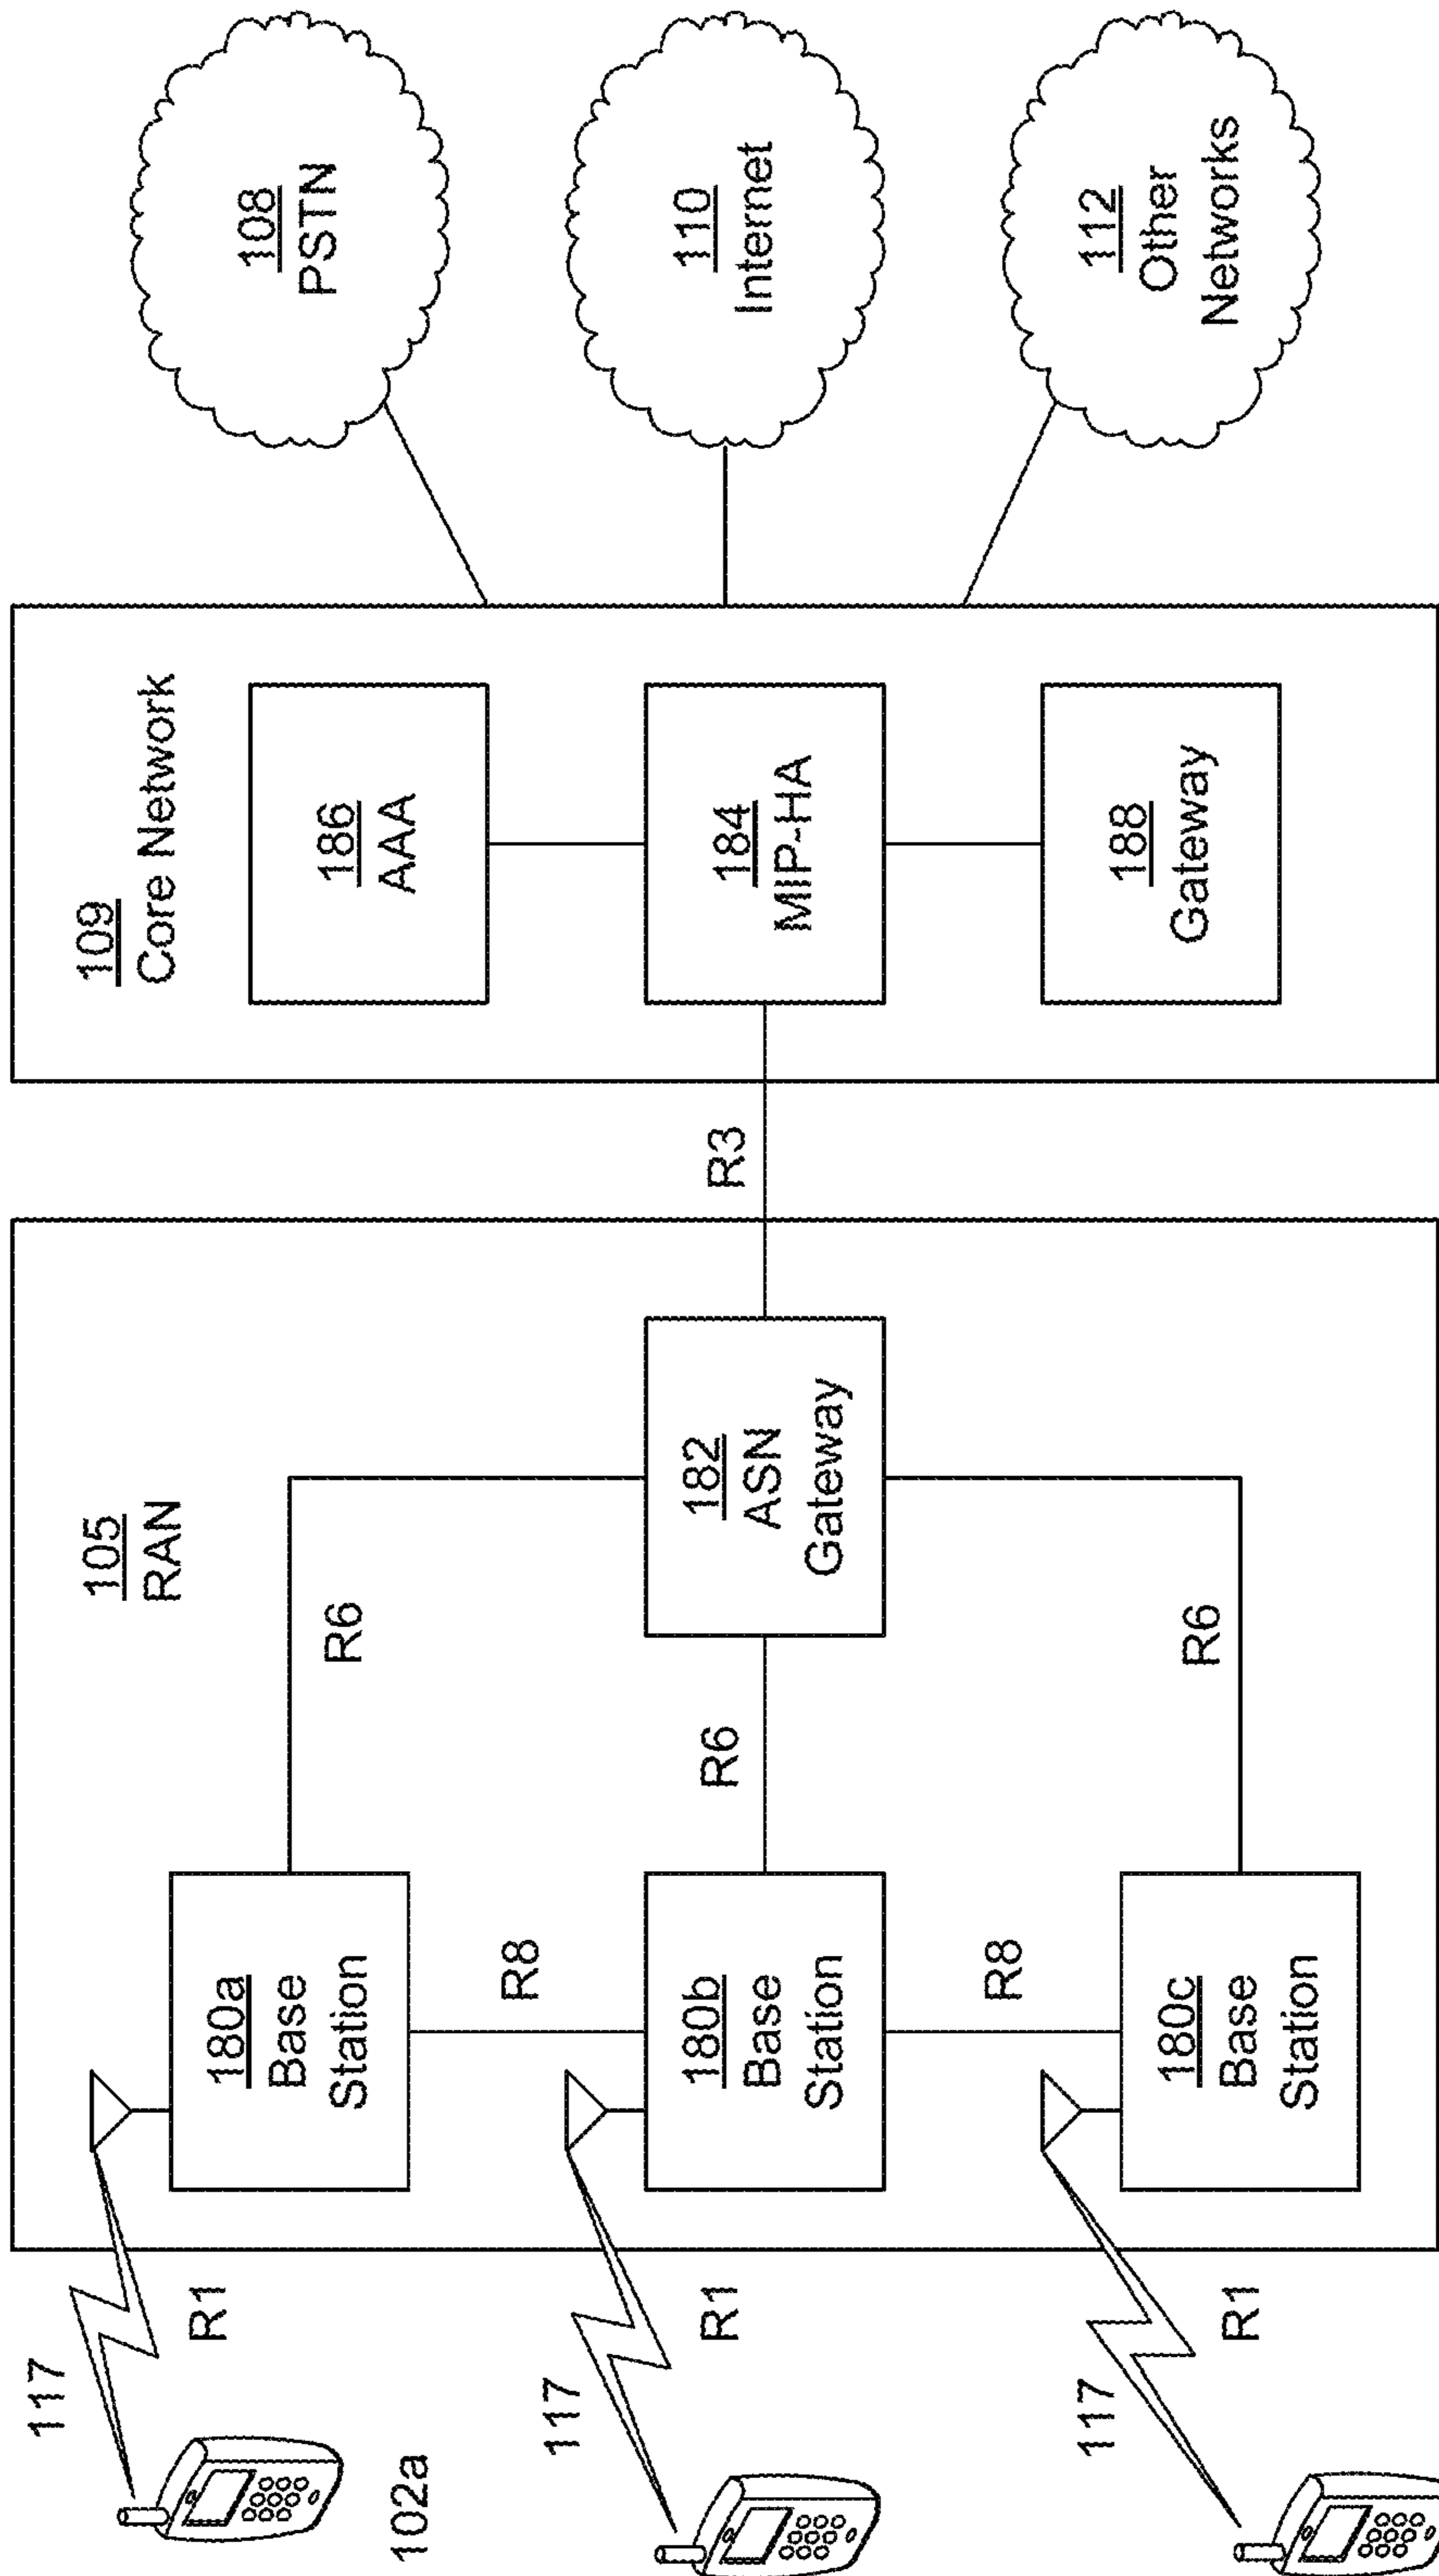 117
R1
102a
117
R1
117
R1
105
RAN
180a
Base
Station
R8
180b
Base
Station
R8
180c
Base
Station
R6
R6
R6
182
ASN
Gateway
R3
109
Core Network
186
AAA
184
MIP-HA
188
Gateway
108
PSTN
110
Internet
112
Other
Networks